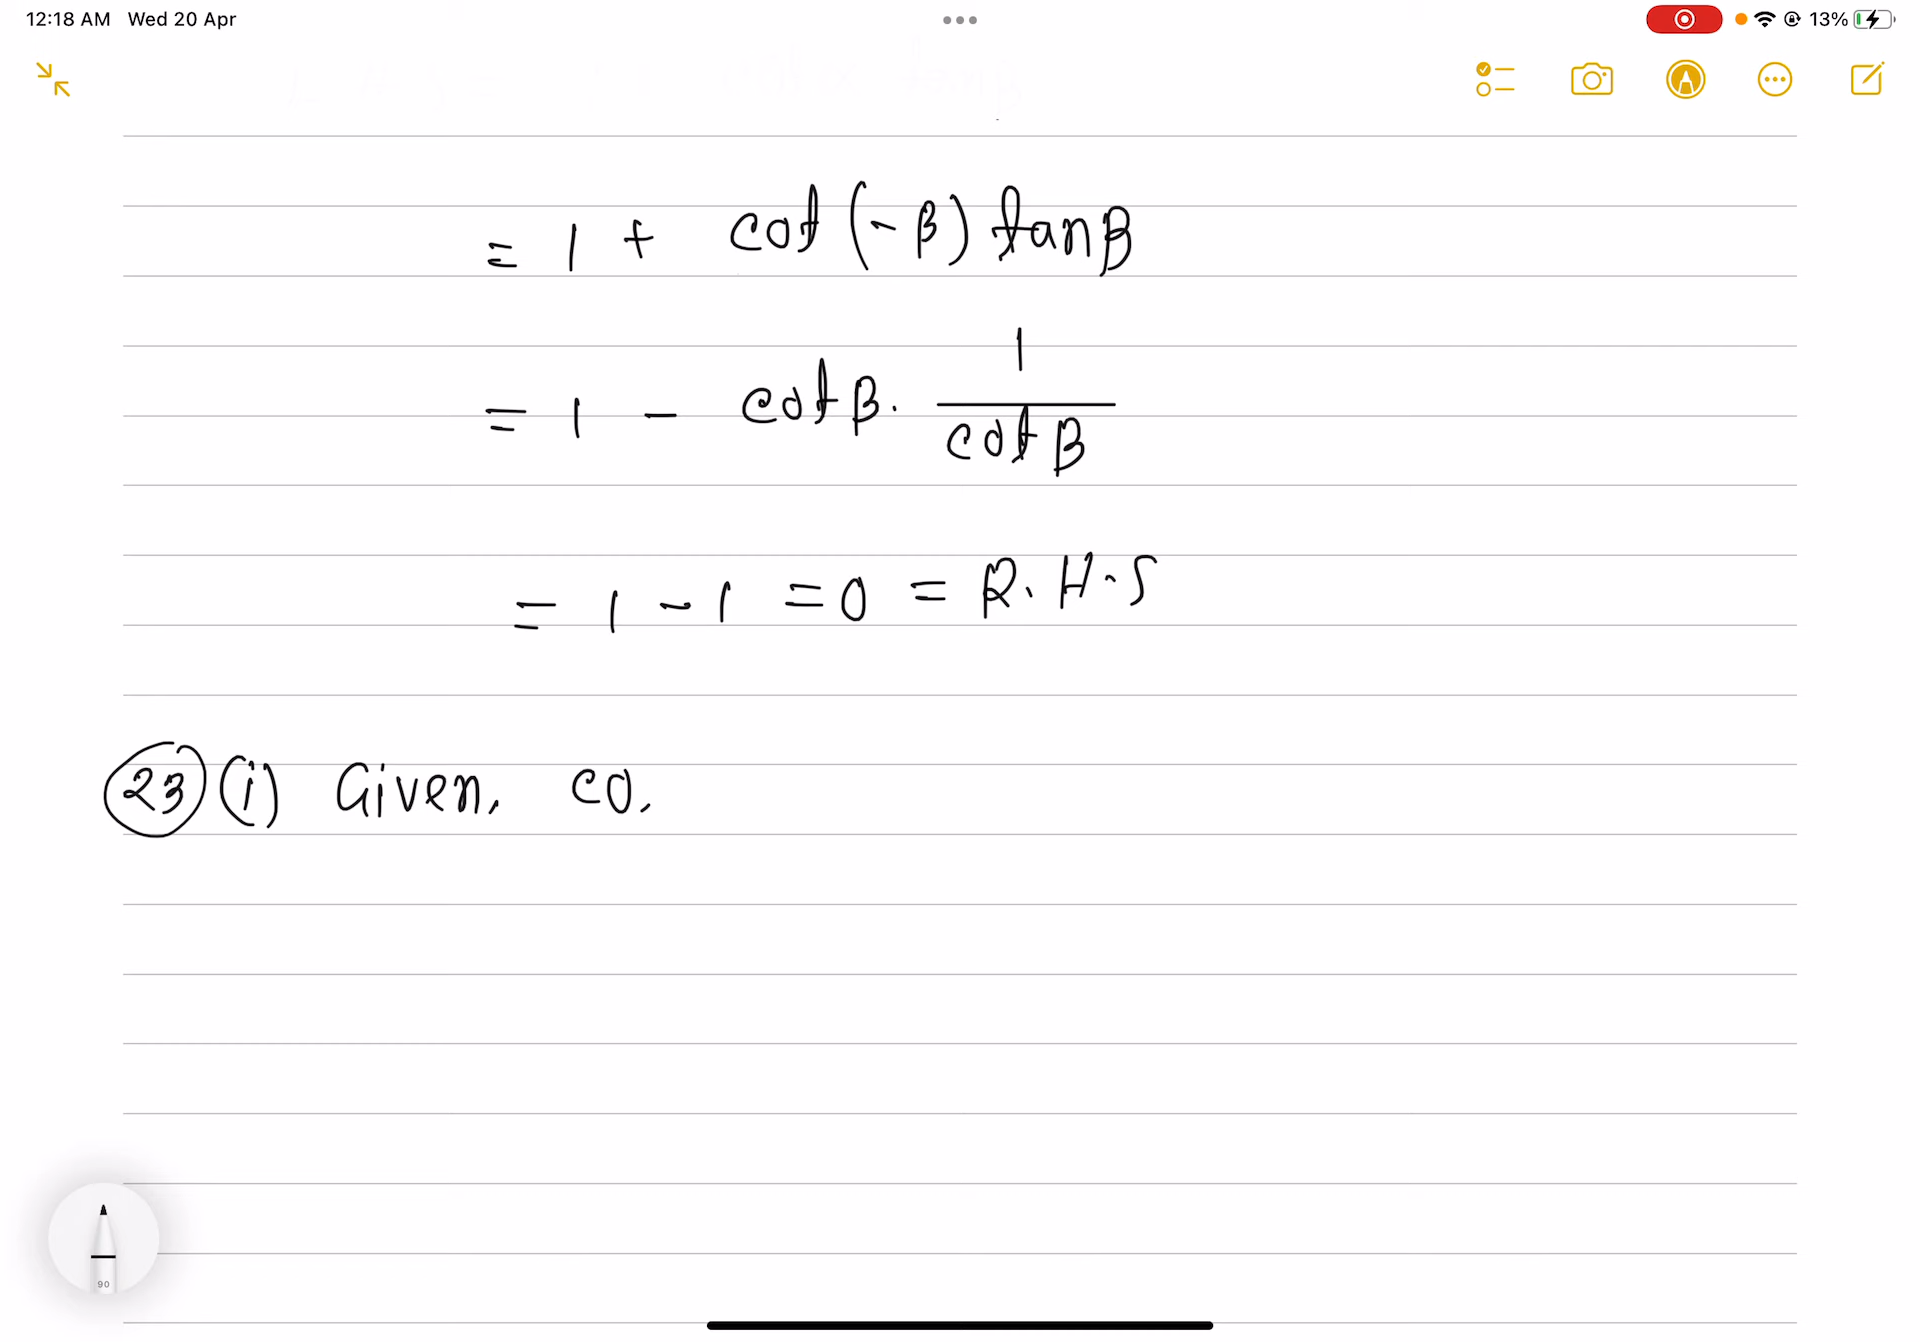 12:18 AM Wed 20 Apr 13%
= 1 + cot (-β) tanβ
= 1 - cotβ. 1/cotβ
= 1 - 1 = 0 = R.H.S
23 (i) Given, co,
90